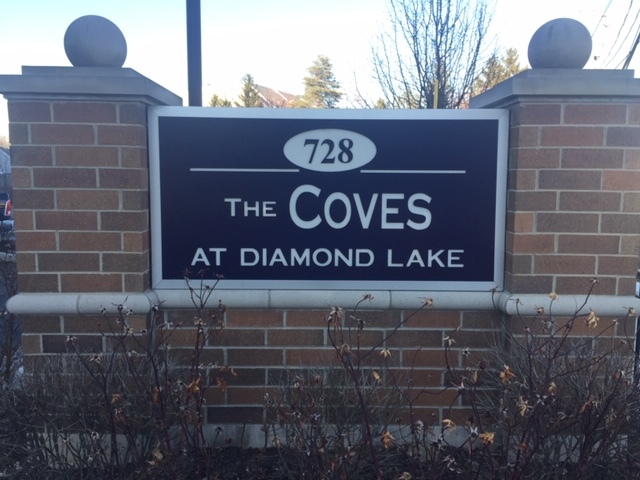 728
THE COVES
AT DIAMOND LAKE